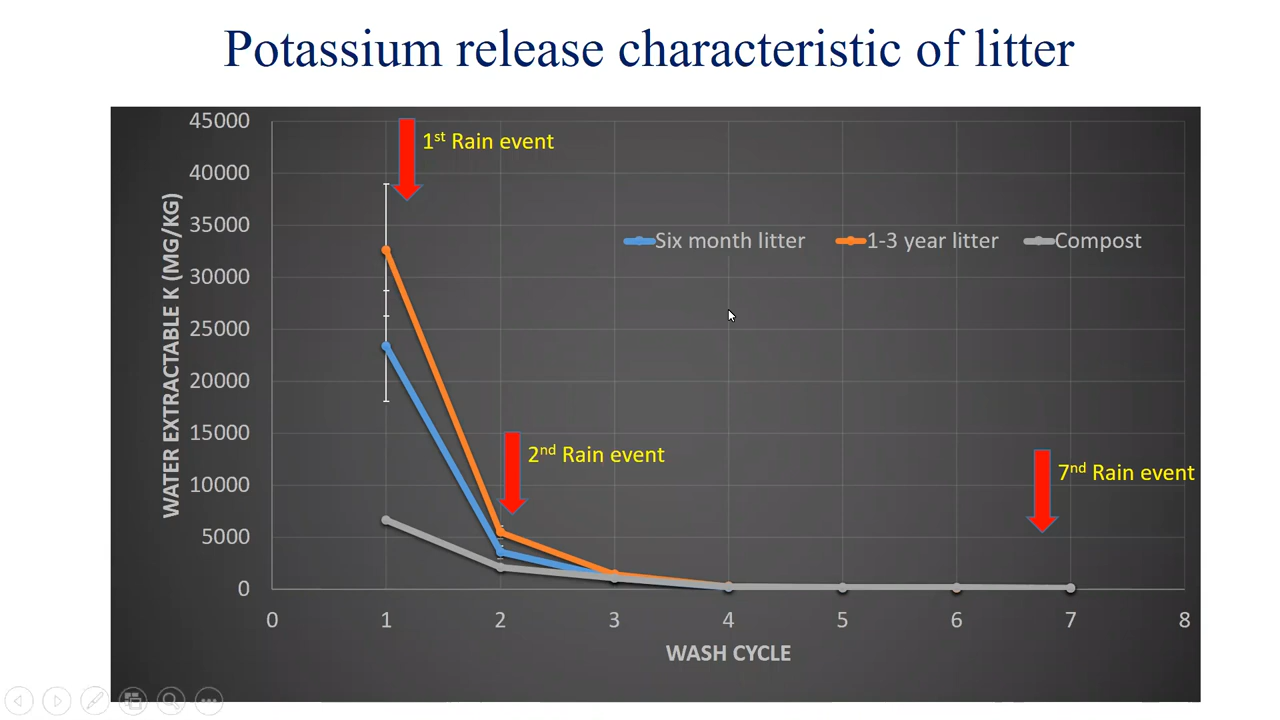 Potassium release characteristic of litter
45000
40000
35000
30000
25000
20000
15000
10000
5000
0
WATER EXTRACTABLE K (MG/KG)
1st Rain event
Six month litter 1-3 year litter Compost
2nd Rain event
7nd Rain event
0 1 2 3 4 5 6 7 8
WASH CYCLE